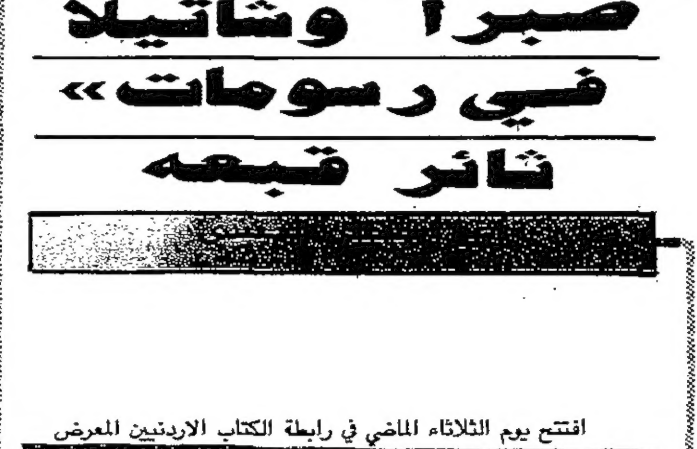 صبرا وشاتيلا
في رسومات»
ثائر قبعه
افتتح يوم الثلاثاء الماضي في رابطة الكتاب الاردنيين المعرض